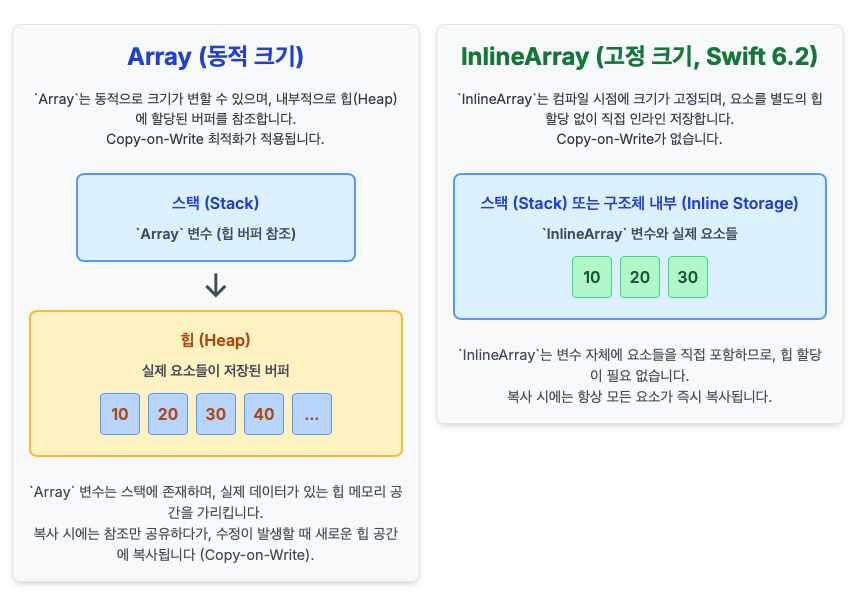 Array (동적 크기)
`Array`는 동적으로 크기가 변할 수 있으며, 내부적으로 힙(Heap)
에 할당된 버퍼를 참조합니다.
Copy-on-Write 최적화가 적용됩니다.
스택 (Stack)
`Array` 변수 (힙 버퍼 참조)
↓
힙 (Heap)
실제 요소들이 저장된 버퍼
10 20 30 40 ...
`Array` 변수는 스택에 존재하며, 실제 데이터가 있는 힙 메모리 공
간을 가리킵니다.
복사 시에는 참조만 공유하다가, 수정이 발생할 때 새로운 힙 공간
에 복사됩니다 (Copy-on-Write).
InlineArray (고정 크기, Swift 6.2)
`InlineArray`는 컴파일 시점에 크기가 고정되며, 요소를 별도의 힙
할당 없이 직접 인라인 저장합니다.
Copy-on-Write가 없습니다.
스택 (Stack) 또는 구조체 내부 (Inline Storage)
`InlineArray` 변수와 실제 요소들
10 20 30
`InlineArray`는 변수 자체에 요소들을 직접 포함하므로, 힙 할당
이 필요 없습니다.
복사 시에는 항상 모든 요소가 즉시 복사됩니다.